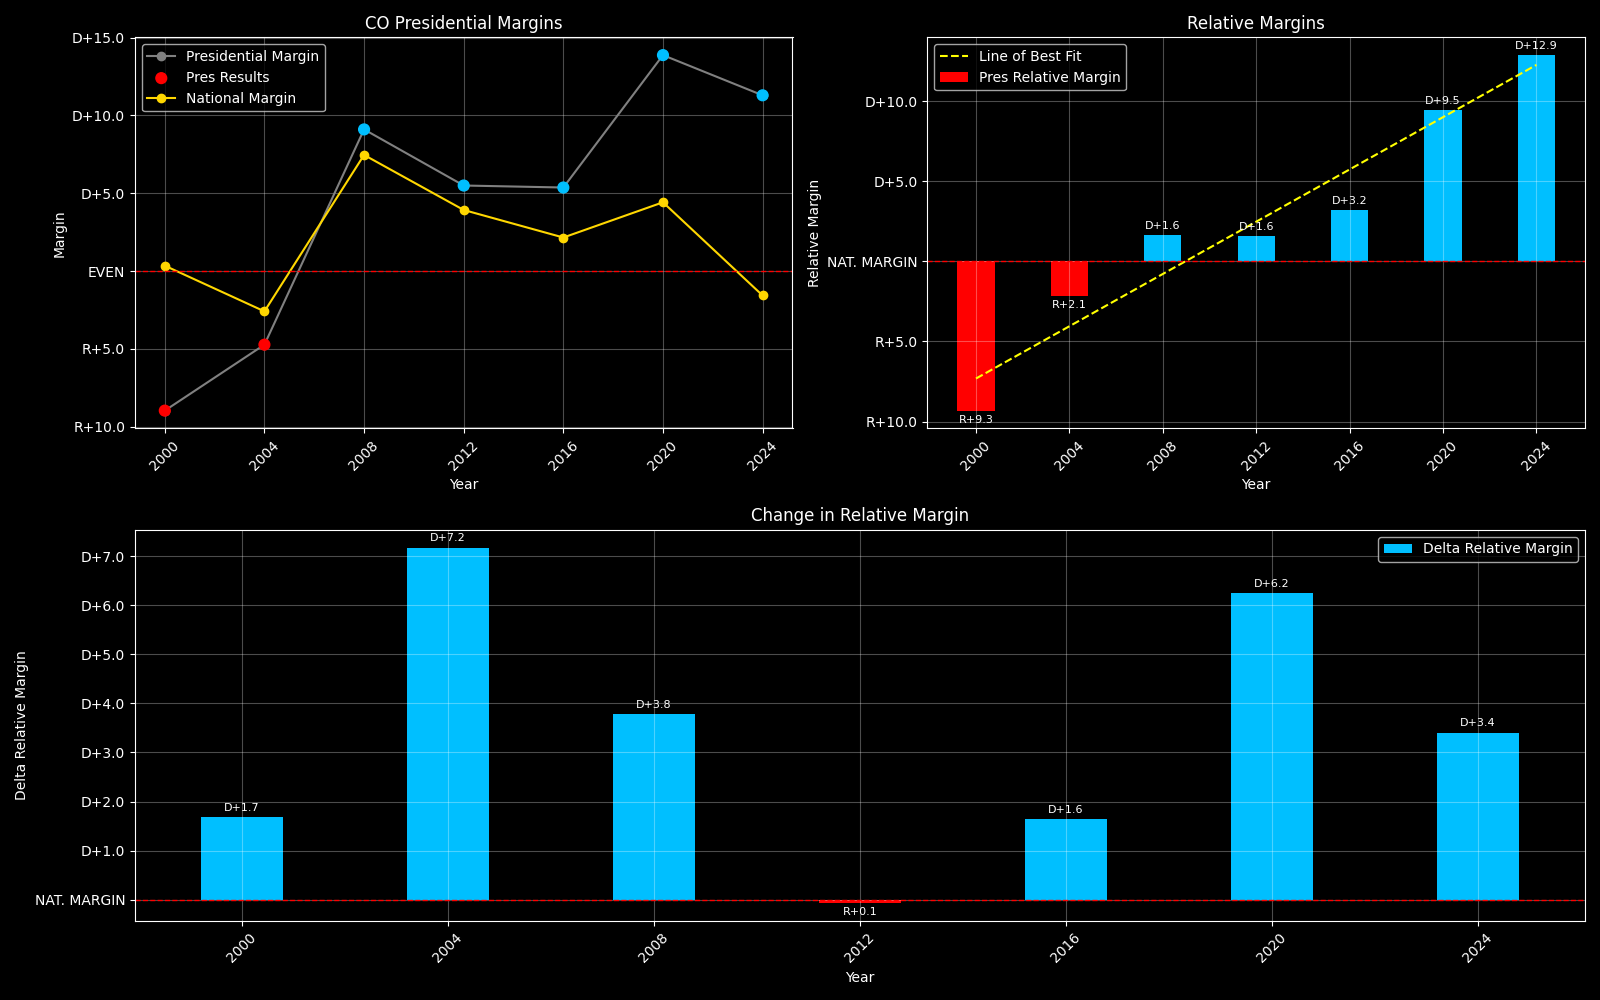 CO Presidential Margins
D+15.0
D+10.0
D+5.0
EVEN
R+5.0
R+10.0
Margin
Presidential Margin
Pres Results
National Margin
2000
2004
2008
2012
2016
2020
2024
Year
Relative Margins
D+10.0
D+5.0
NAT. MARGIN
R+5.0
R+10.0
Relative Margin
Line of Best Fit
Pres Relative Margin
R+9.3
R+2.1
D+1.6
D+1.6
D+3.2
D+9.5
D+12.9
2000
2004
2008
2012
2016
2020
2024
Year
Change in Relative Margin
D+7.0
D+6.0
D+5.0
D+4.0
D+3.0
D+2.0
D+1.0
NAT. MARGIN
Delta Relative Margin
Delta Relative Margin
D+1.7
D+7.2
D+3.8
R+0.1
D+1.6
D+6.2
D+3.4
2000
2004
2008
2012
2016
2020
2024
Year